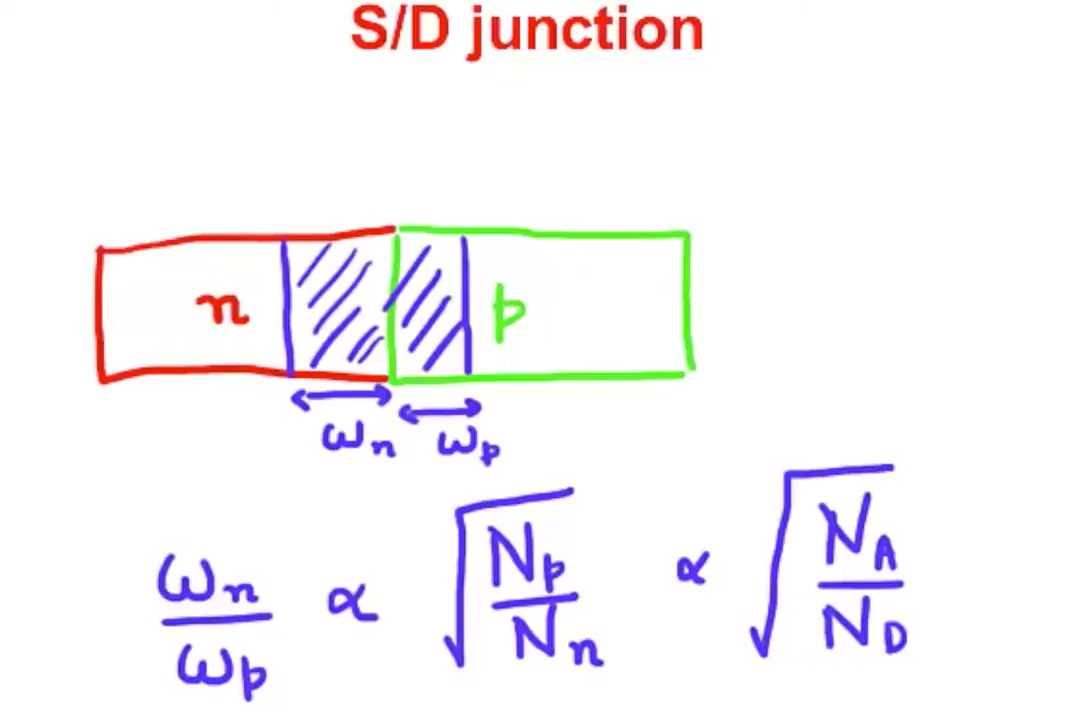 S/D junction
n p
ωn ωp
ωn/ωp ∝ √(Np/Nn) ∝ √(NA/ND)